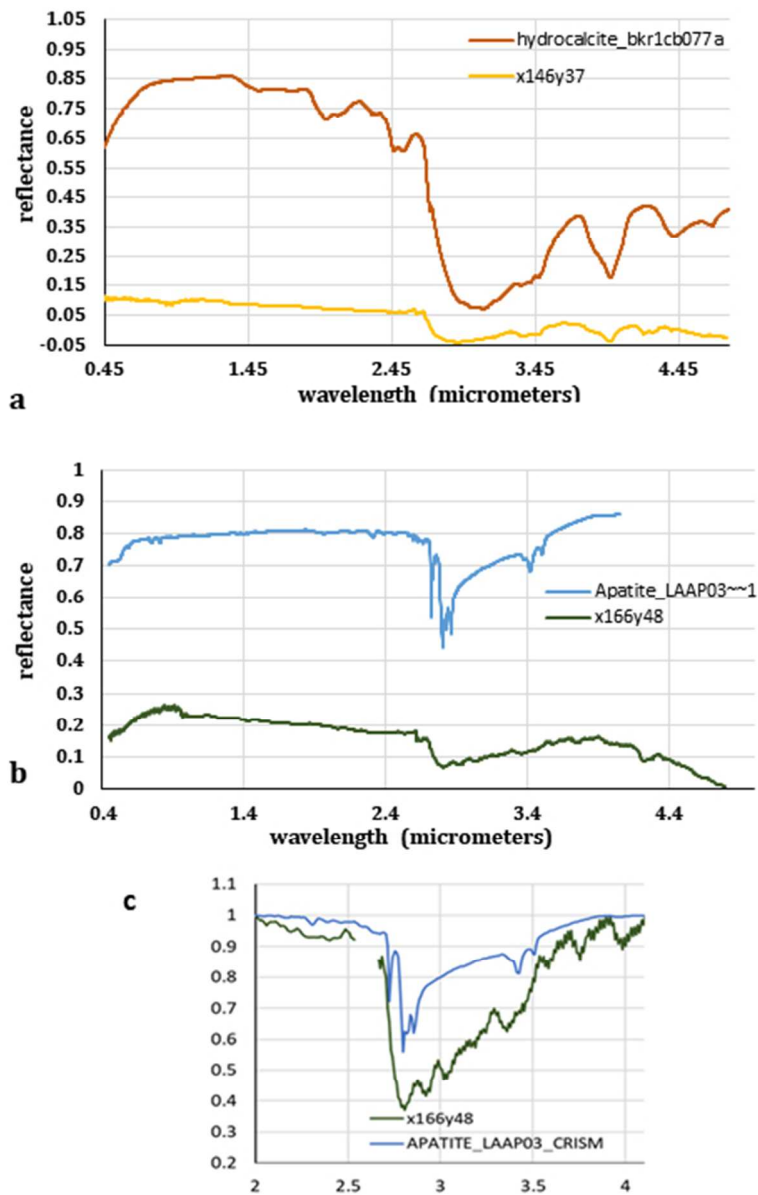 1.05
0.95
0.85
0.75
0.65
0.55
0.45
0.35
0.25
0.15
0.05
-0.05
reflectance
hydrocalcite_bkr1cb077a
x146y37
0.45 1.45 2.45 3.45 4.45
wavelength (micrometers)
a
1
0.9
0.8
0.7
0.6
0.5
0.4
0.3
0.2
0.1
0
reflectance
Apatite_LAAP03~~1
x166y48
0.4 1.4 2.4 3.4 4.4
wavelength (micrometers)
b
c
1.1
1
0.9
0.8
0.7
0.6
0.5
0.4
0.3
0.2
x166y48
APATITE_LAAP03_CRISM
2 2.5 3 3.5 4